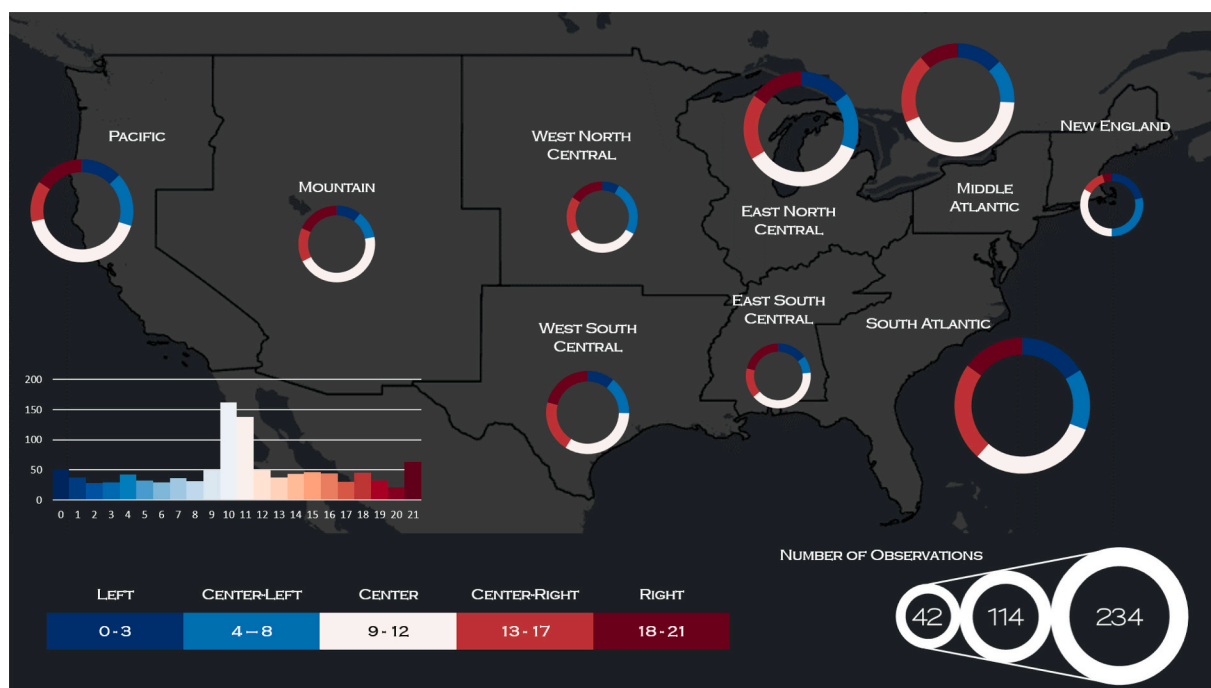 PACIFIC
MOUNTAIN
WEST NORTH
CENTRAL
EAST NORTH
CENTRAL
MIDDLE
ATLANTIC
NEW ENGLAND
WEST SOUTH
CENTRAL
EAST SOUTH
CENTRAL
SOUTH ATLANTIC
200
150
100
50
0
0 1 2 3 4 5 6 7 8 9 10 11 12 13 14 15 16 17 18 19 20 21
NUMBER OF OBSERVATIONS
42 114 234
LEFT CENTER-LEFT CENTER CENTER-RIGHT RIGHT
0-3 4 – 8 9 - 12 13 - 17 18 - 21